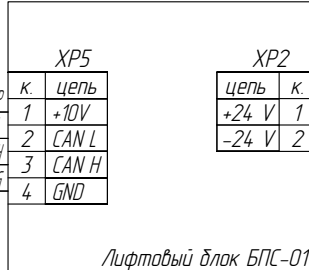 XP5
XP2
к. цепь
цепь к.
1 +10V
+24 V 1
2 CAN L
-24 V 2
3 CAN H
4 GND
Лифтовый блок БПС-01